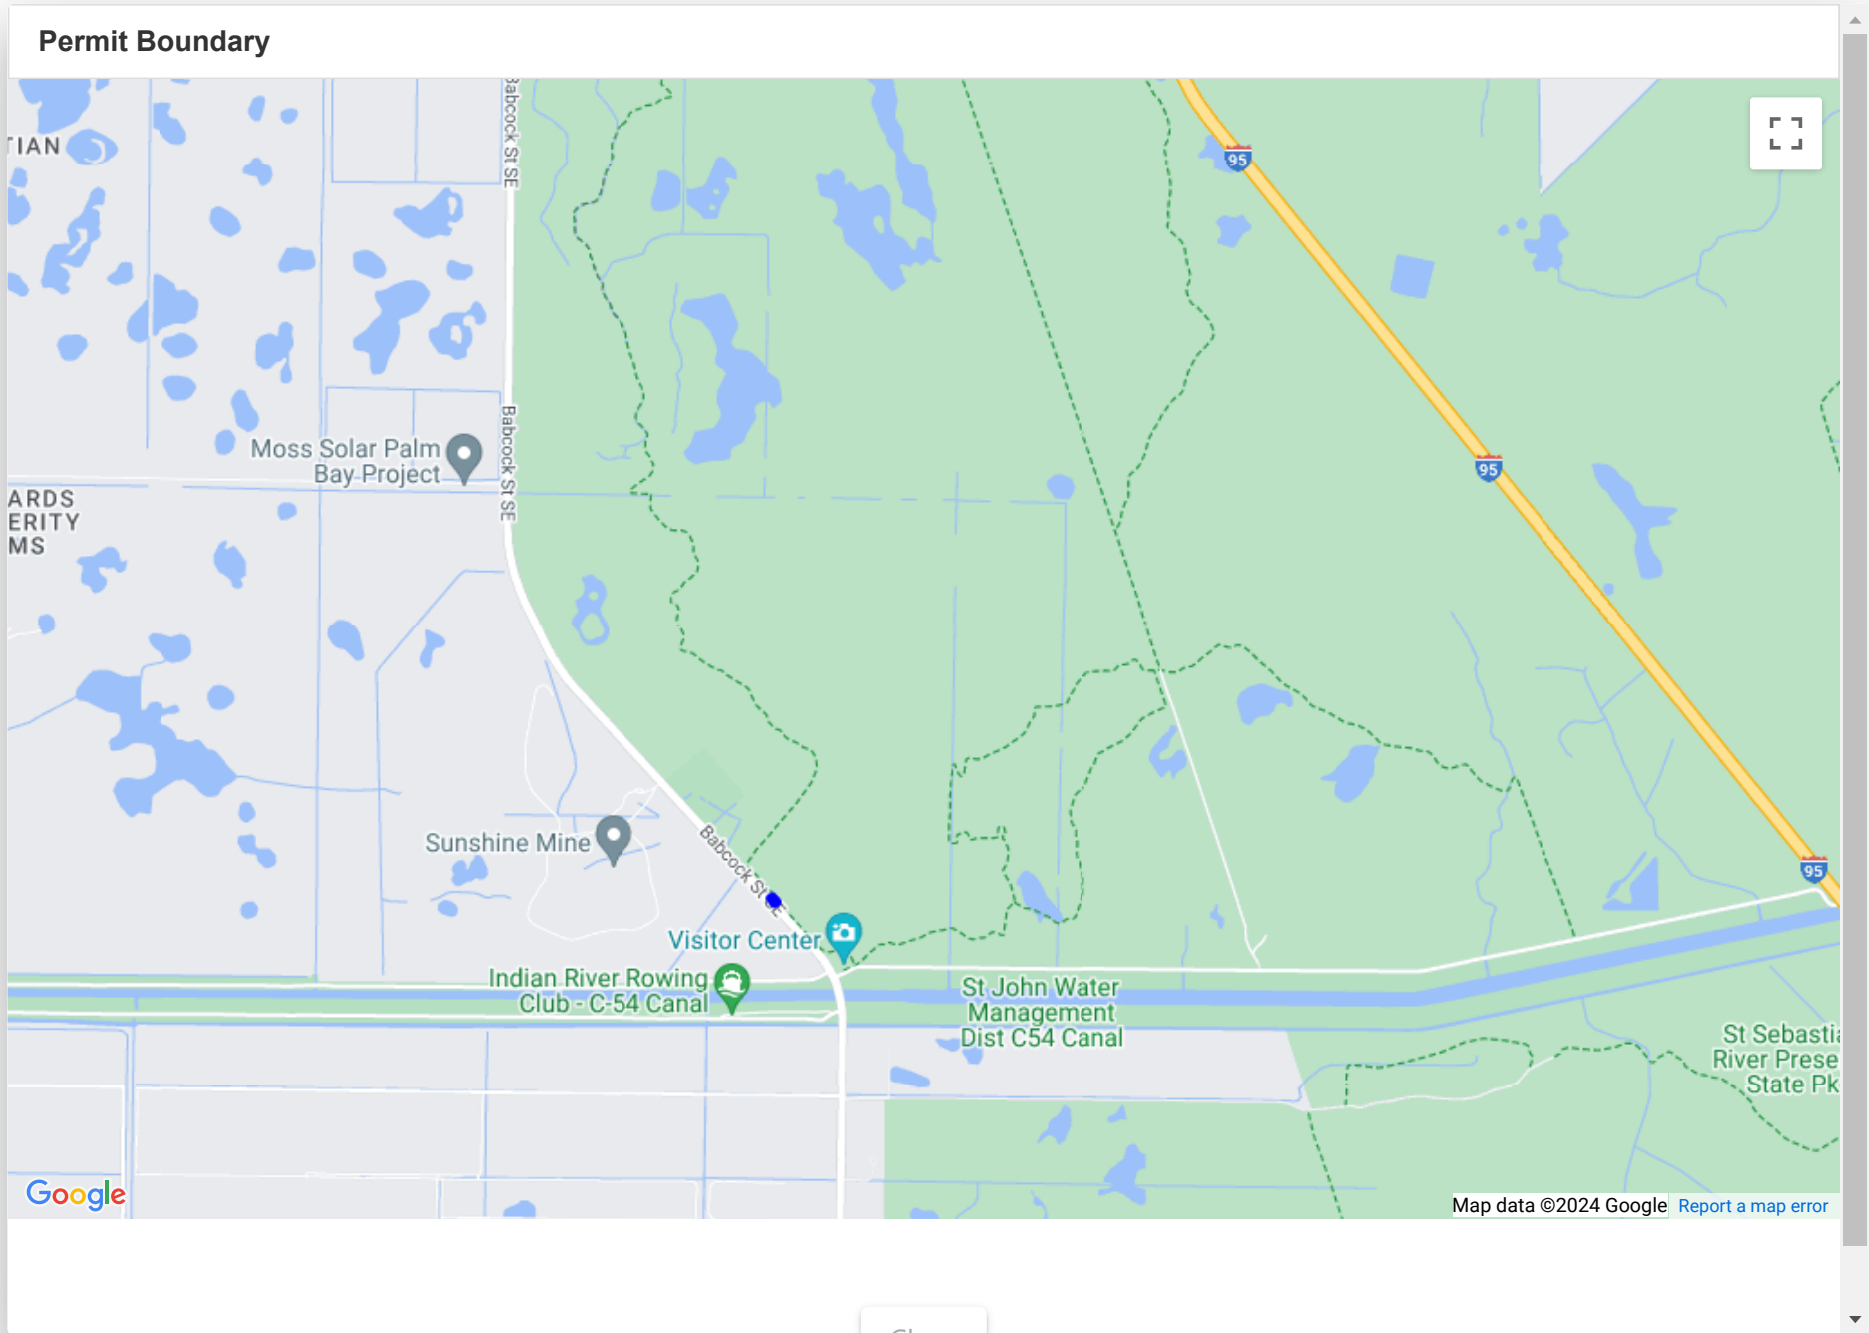 Permit Boundary
Babcock St SE
95
TIAN
Babcock St SE
Moss Solar Palm
Bay Project
95
ARDS
ERITY
MS
Babcock St SE
Sunshine Mine
95
Visitor Center
Indian River Rowing
Club - C-54 Canal
St John Water
Management
Dist C54 Canal
St Sebastia
River Prese
State Pk
Google
Map data ©2024 Google
Report a map error